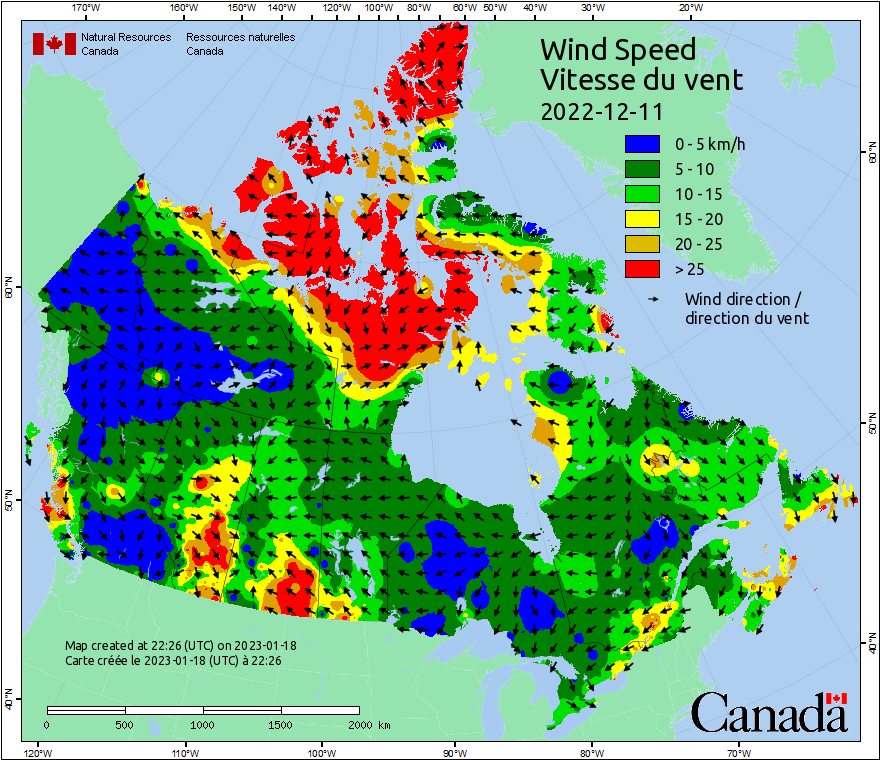 170°W 160°W 150°W 140°W 130°W 120°W 110°W 100°W 90°W 80°W 70°W 60°W 50°W 40°W 30°W 20°W
Natural Resources Canada
Ressources naturelles Canada
Wind Speed
Vitesse du vent
2022-12-11
0 - 5 km/h
5 - 10
10 - 15
15 - 20
20 - 25
> 25
Wind direction /
direction du vent
60°N
60°N
50°N
50°N
40°N
40°N
Map created at 22:26 (UTC) on 2023-01-18
Carte créée le 2023-01-18 (UTC) à 22:26
0 500 1000 1500 2000 km
Canada
120°W 110°W 100°W 90°W 80°W 70°W